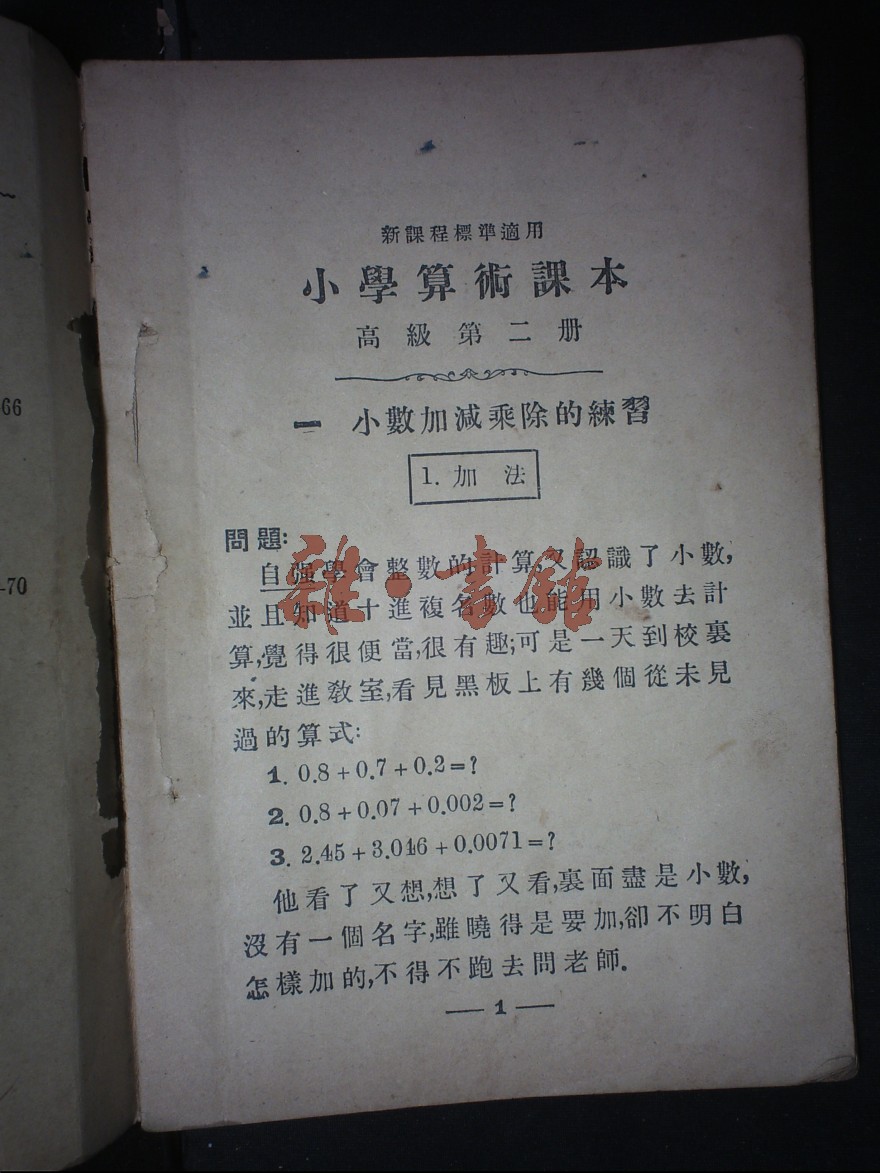 新課程標準適用
小學算術課本
高級第二册
一 小數加減乘除的練習
1. 加法
問題:
自强學會整數的計算,又認識了小數,
並且知道十進複名數也能用小數去計
算,覺得很便當,很有趣;可是一天到校裏
來,走進教室,看見黑板上有幾個從未見
過的算式:
1. 0.8+0.7+0.2=?
2. 0.8+0.07+0.002=?
3. 2.45+3.046+0.0071=?
他看了又想,想了又看,裏面盡是小數,
沒有一個名字,雖曉得是要加,卻不明白
怎樣加的,不得不跑去問老師.
— 1 —
66
-70
雜·書館